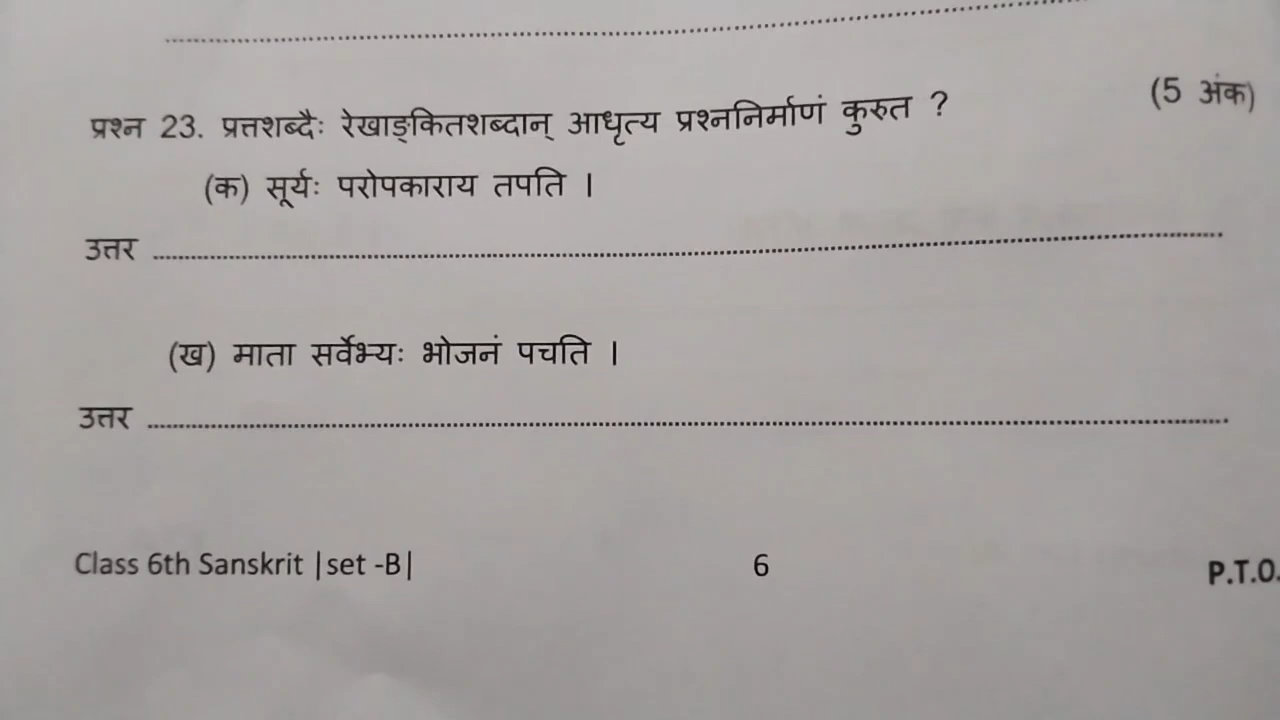 प्रश्न 23. प्रत्तशब्दैः रेखाङ्कितशब्दान् आधृत्य प्रश्ननिर्माणं कुरुत ? (5 अंक)
(क) सूर्यः परोपकाराय तपति ।
उत्तर ........................................................................
(ख) माता सर्वेभ्यः भोजनं पचति ।
उत्तर ........................................................................
Class 6th Sanskrit |set -B| 6 P.T.O.